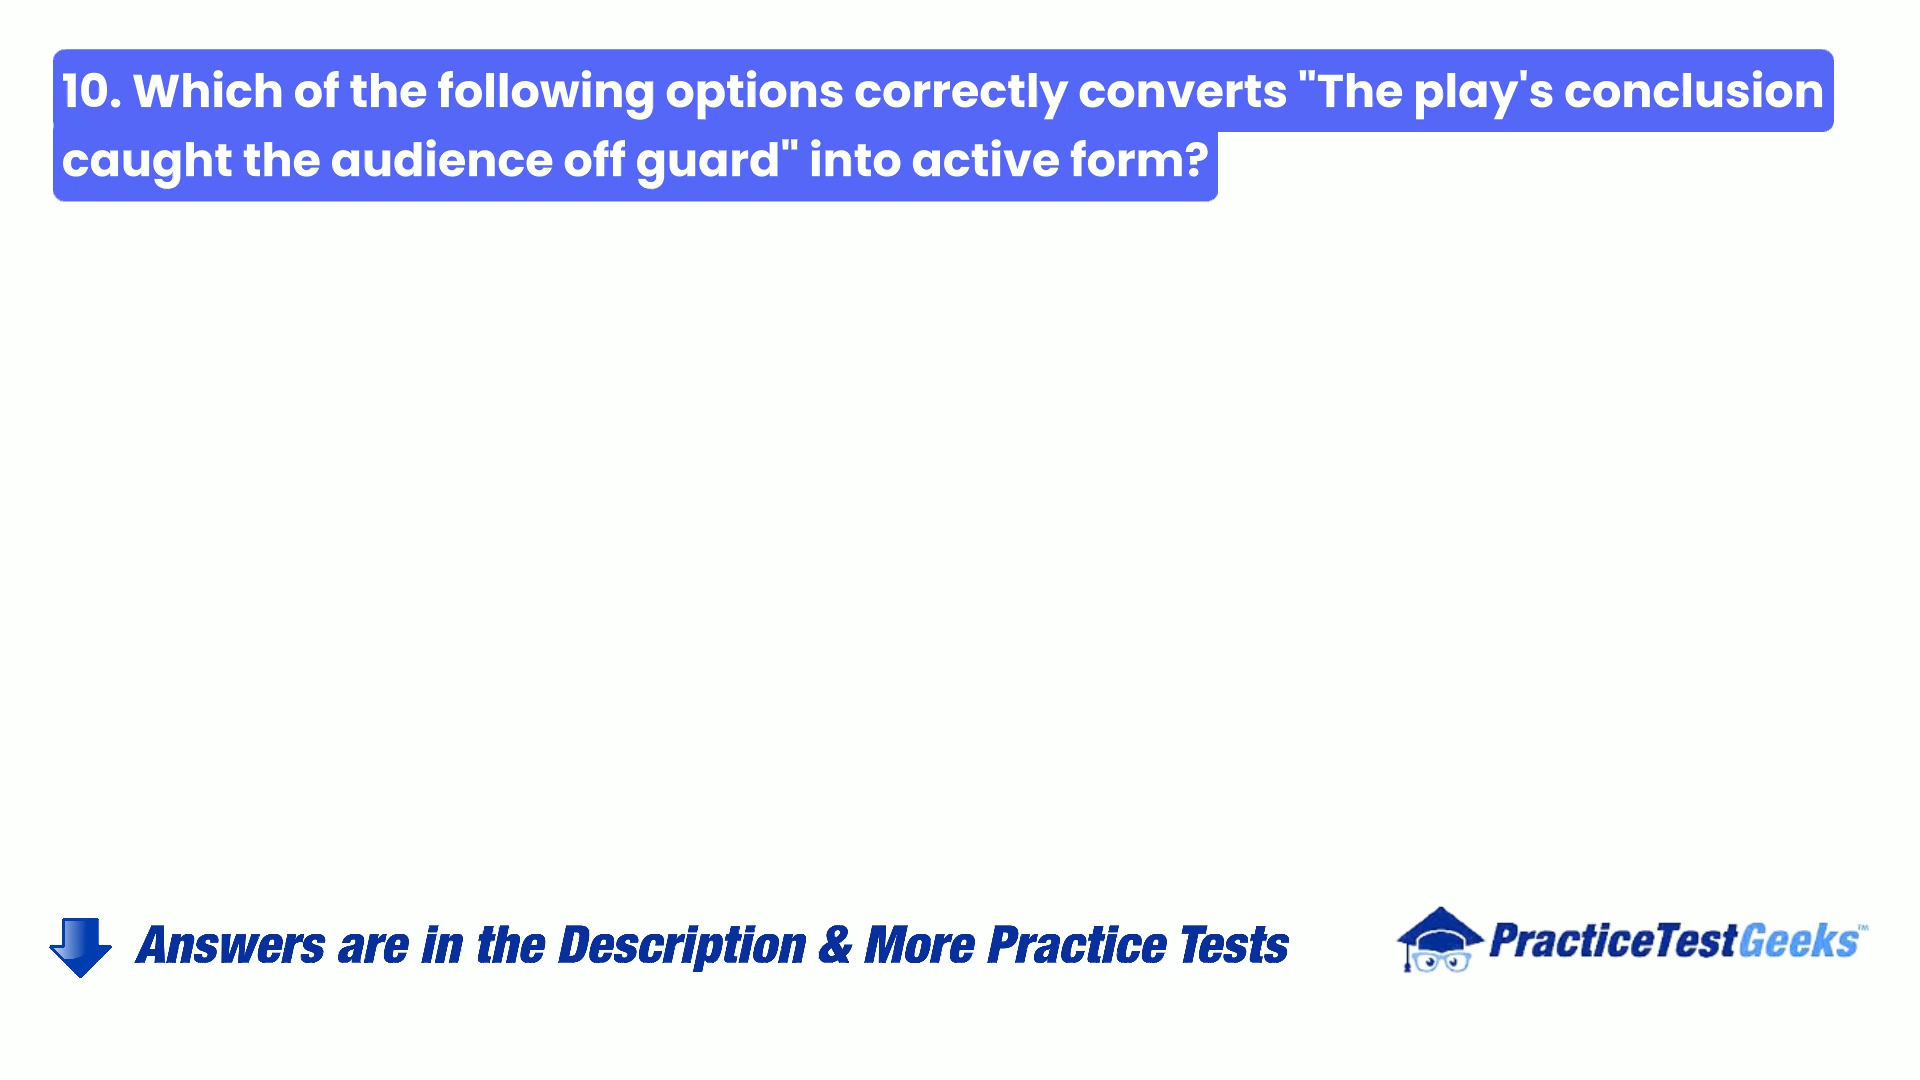 10. Which of the following options correctly converts "The play's conclusion
caught the audience off guard" into active form?
Answers are in the Description & More Practice Tests
PracticeTestGeeks™